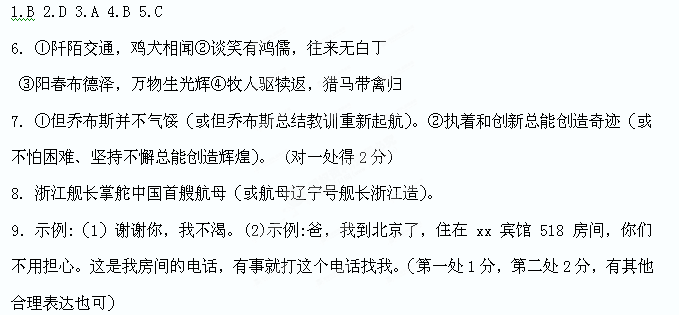 1.B 2.D 3.A 4.B 5.C
6. ①阡陌交通，鸡犬相闻②谈笑有鸿儒，往来无白丁
③阳春布德泽，万物生光辉④牧人驱犊返，猎马带禽归
7. ①但乔布斯并不气馁（或但乔布斯总结教训重新起航）。②执着和创新总能创造奇迹（或
不怕困难、坚持不懈总能创造辉煌）。（对一处得2分）
8. 浙江舰长掌舵中国首艘航母（或航母辽宁号舰长浙江造）。
9. 示例:（1）谢谢你，我不渴。(2)示例:爸，我到北京了，住在 xx 宾馆 518 房间，你们
不用担心。这是我房间的电话，有事就打这个电话找我。（第一处1分，第二处2分，有其他
合理表达也可）